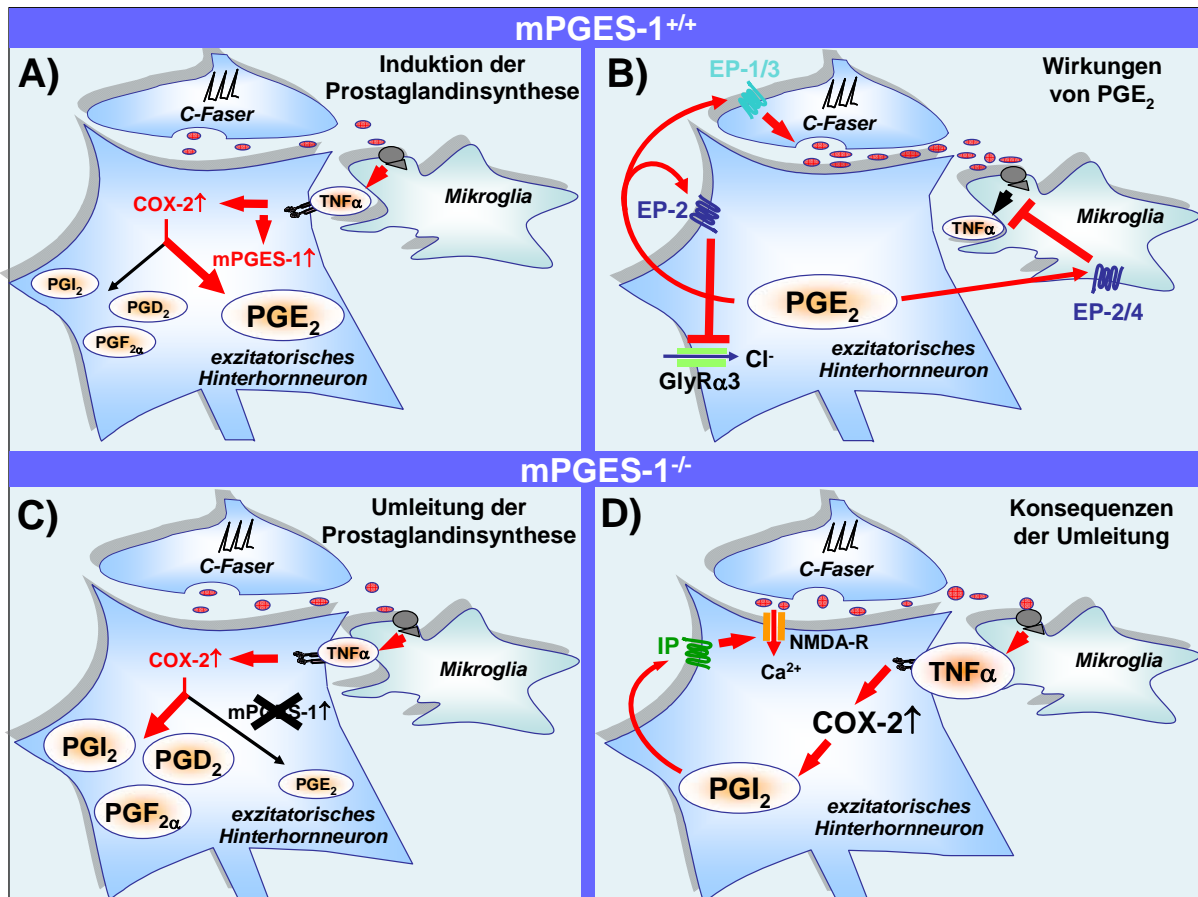 mPGES-1+/+
A)
Induktion der
Prostaglandinsynthese
C-Faser
Mikroglia
TNFα
COX-2↑
mPGES-1↑
PGI2
PGD2
PGF2α
PGE2
exzitatorisches
Hinterhornneuron
B)
EP-1/3
Wirkungen
von PGE2
C-Faser
Mikroglia
EP-2
TNFα
PGE2
EP-2/4
exzitatorisches
Hinterhornneuron
Cl-
GlyRα3
mPGES-1-/-
C)
Umleitung der
Prostaglandinsynthese
C-Faser
TNFα
Mikroglia
COX-2↑
mPGES-1↑
PGI2
PGD2
PGE2
PGF2α
exzitatorisches
Hinterhornneuron
D)
Konsequenzen
der Umleitung
C-Faser
IP
NMDA-R
Ca2+
TNFα
Mikroglia
COX-2↑
PGI2
exzitatorisches
Hinterhornneuron